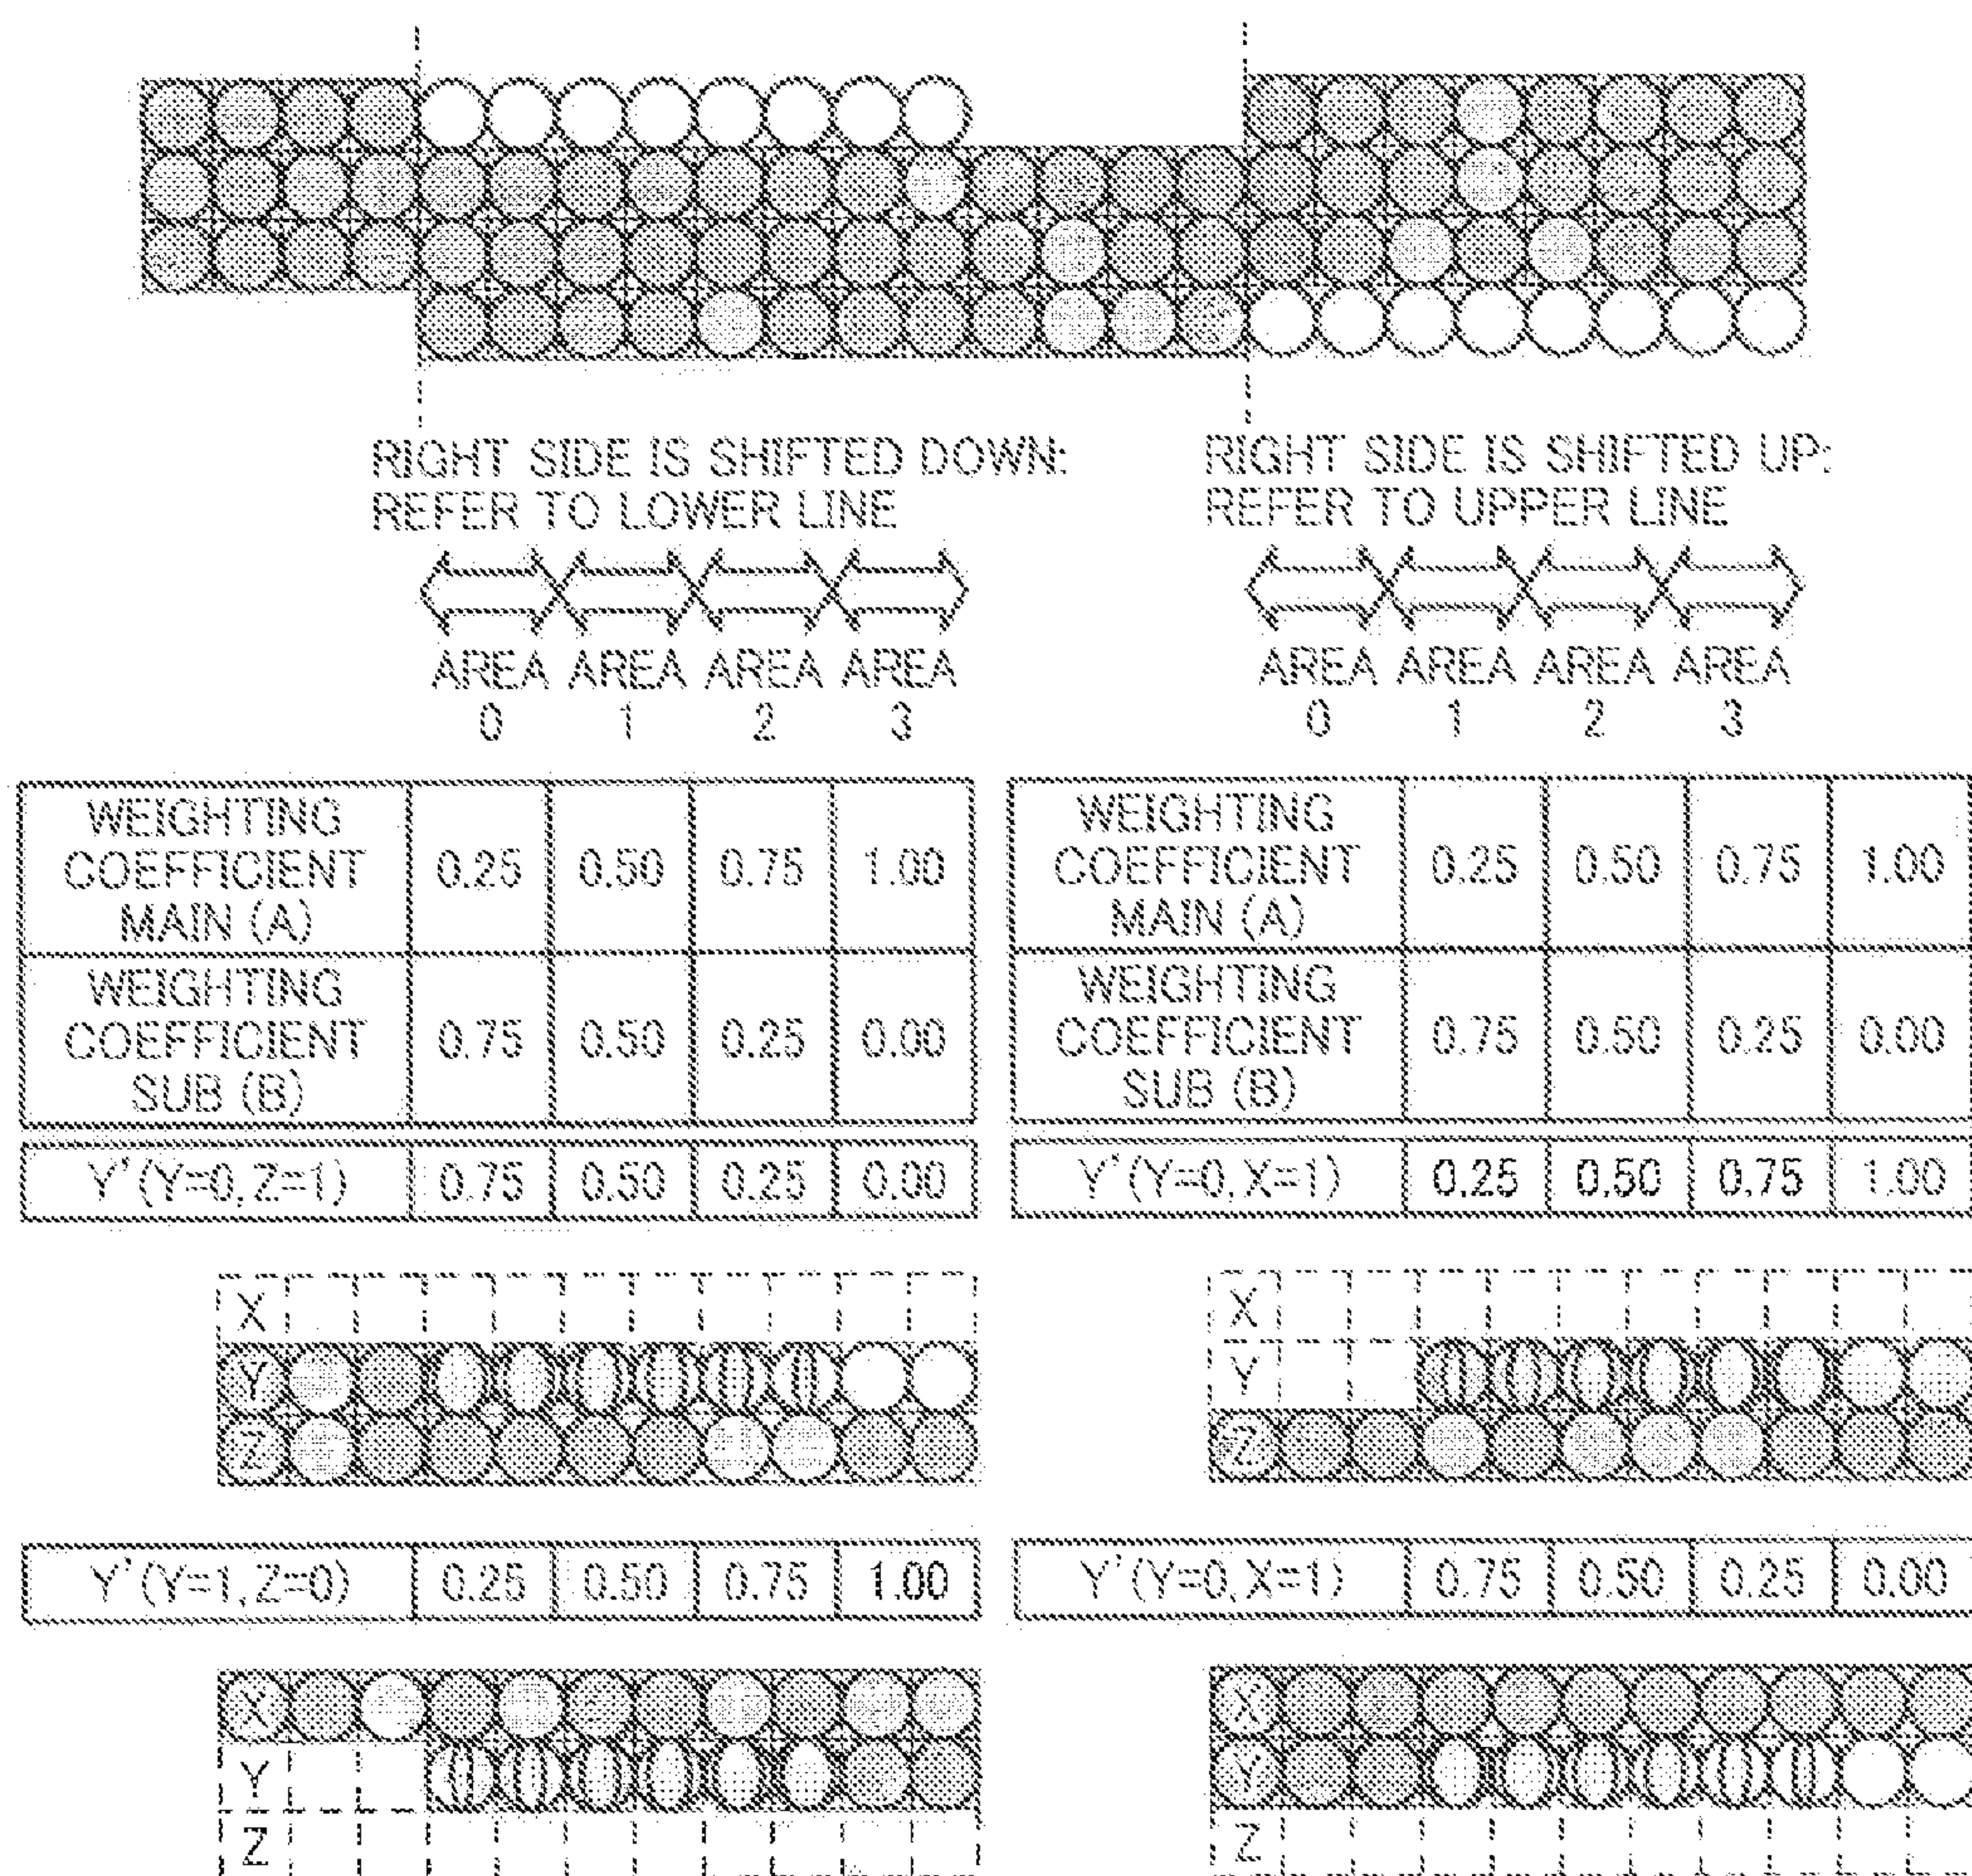 RIGHT SIDE IS SHIFTED DOWN:
REFER TO LOWER LINE
AREA AREA AREA AREA
0 1 2 3
RIGHT SIDE IS SHIFTED UP:
REFER TO UPPER LINE
AREA AREA AREA AREA
0 1 2 3
WEIGHTING
COEFFICIENT
MAIN (A)
0.25 0.50 0.75 1.00
WEIGHTING
COEFFICIENT
SUB (B)
0.75 0.50 0.25 0.00
Y'(Y=0,Z=1) 0.75 0.50 0.25 0.00
WEIGHTING
COEFFICIENT
MAIN (A)
0.25 0.50 0.75 1.00
WEIGHTING
COEFFICIENT
SUB (B)
0.75 0.50 0.25 0.00
Y'(Y=0,X=1) 0.25 0.50 0.75 1.00
X
Y
Z
X
Y
Z
Y'(Y=1,Z=0) 0.25 0.50 0.75 1.00
Y'(Y=0,X=1) 0.75 0.50 0.25 0.00
X
Y
Z
X
Y
Z